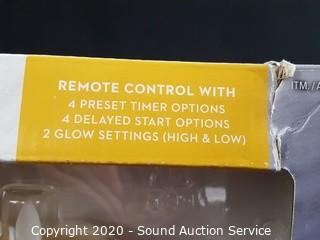 REMOTE CONTROL WITH
4 PRESET TIMER OPTIONS
4 DELAYED START OPTIONS
2 GLOW SETTINGS (HIGH & LOW)
ITM./A
Copyright 2020 - Sound Auction Service